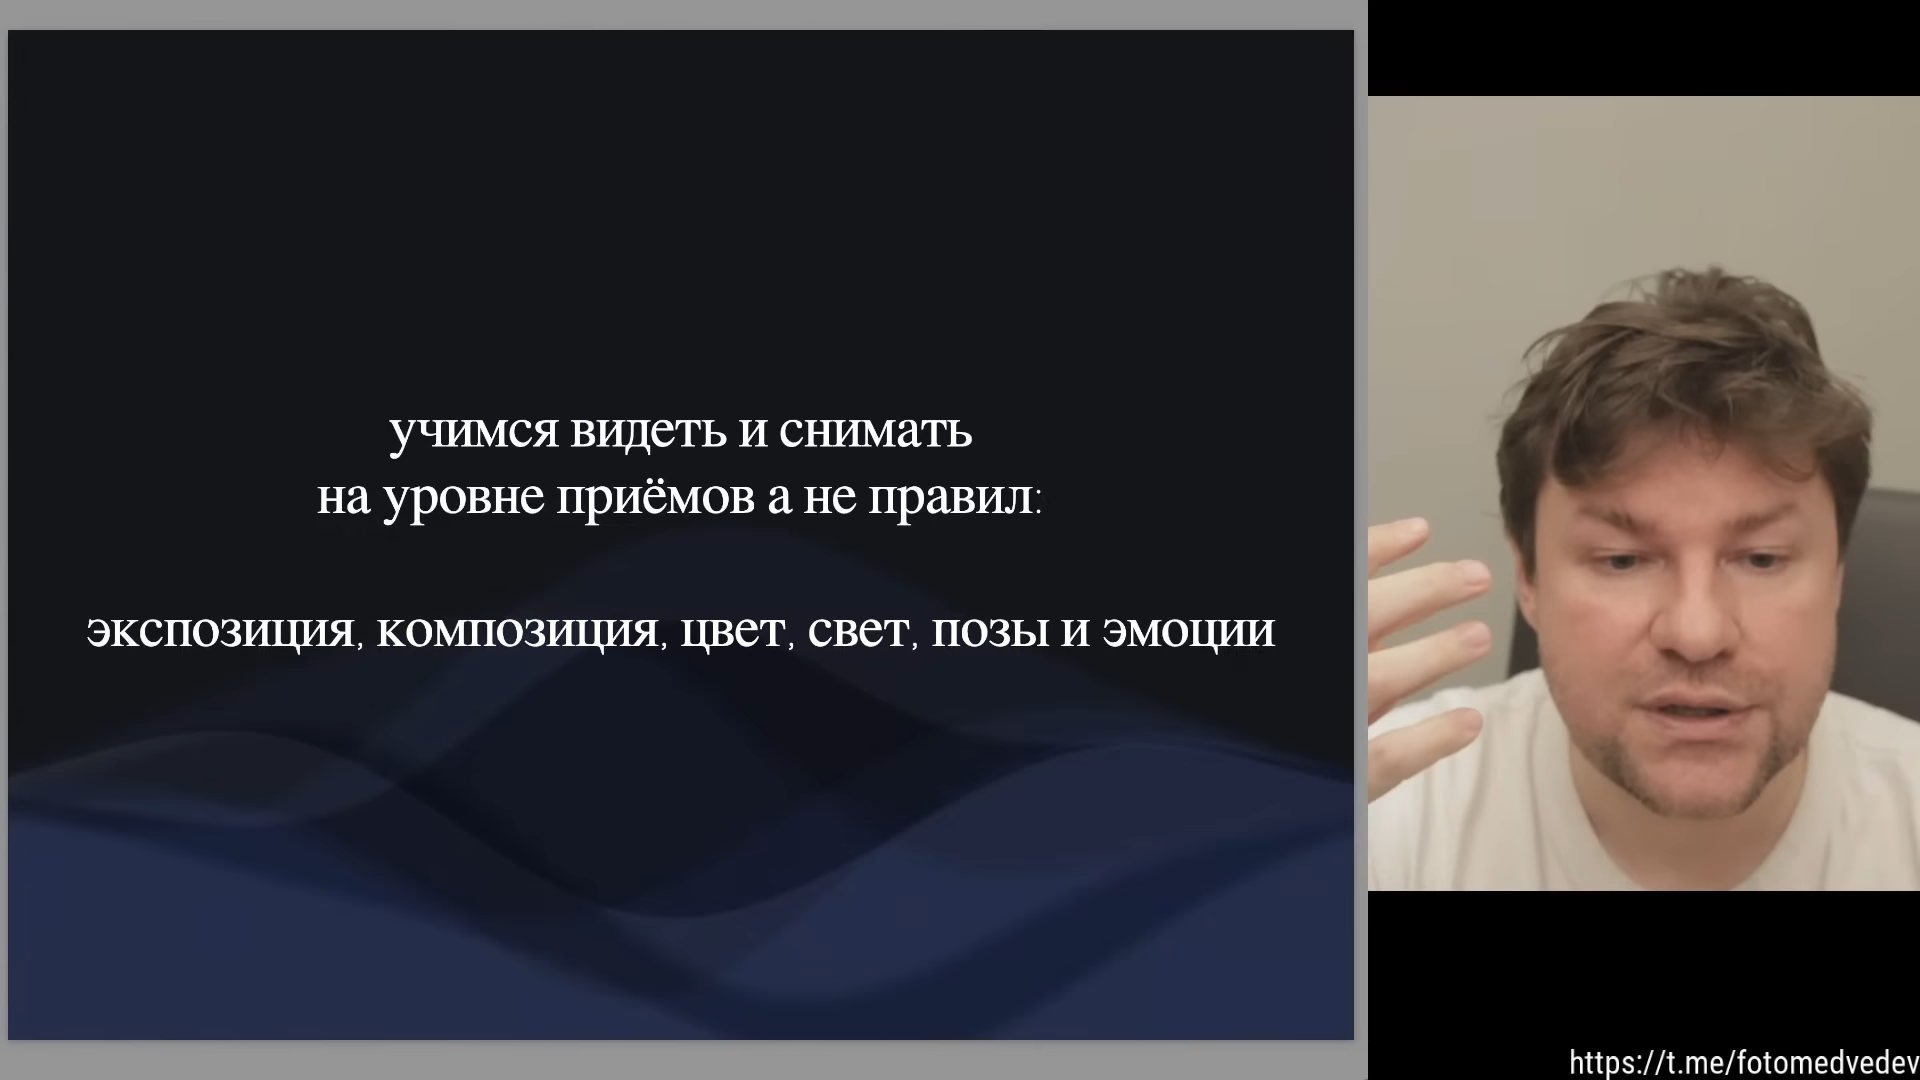 учимся видеть и снимать
на уровне приёмов а не правил:
экспозиция, композиция, цвет, свет, позы и эмоции
https://t.me/fotomedvedev